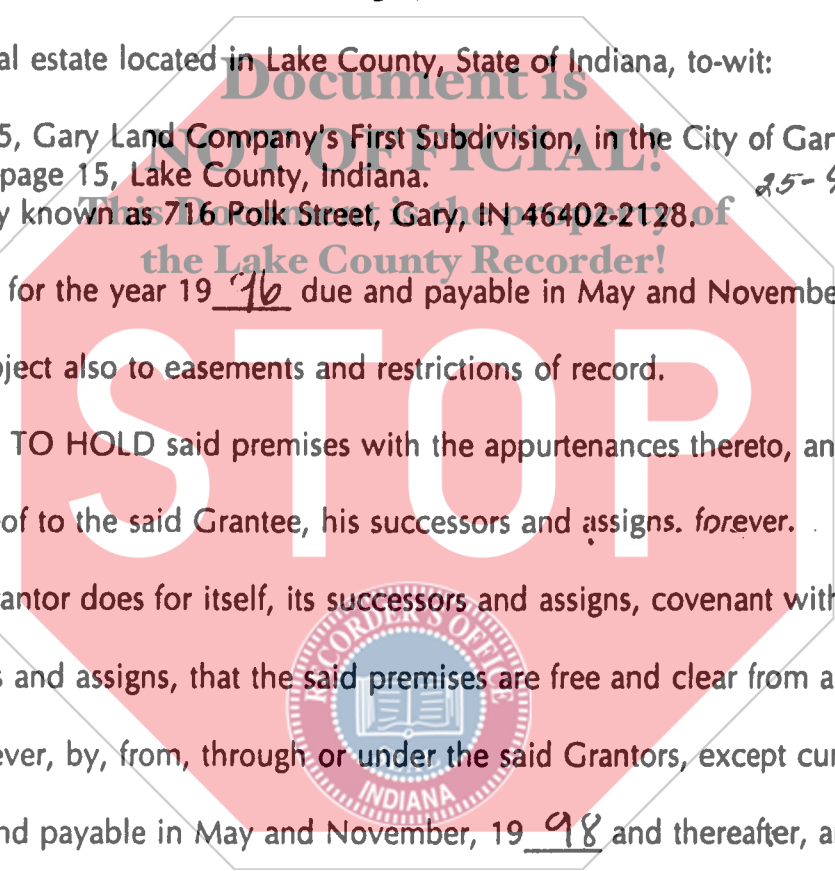 al estate located in Lake County, State of Indiana, to-wit:
Document is
5, Gary Land Company's First Subdivision, in the City of Gar
NOT OFFICIAL!
page 15, Lake County, Indiana.
25-
y known as 716 Polk Street, Gary, IN 46402-2128.
This Document is the property of
the Lake County Recorder!
for the year 19 96 due and payable in May and Novembe
ject also to easements and restrictions of record.
STOP
TO HOLD said premises with the appurtenances thereto, an
of to the said Grantee, his successors and assigns. forever.
antor does for itself, its successors and assigns, covenant with
RECORDER'S OFFICE
s and assigns, that the said premises are free and clear from a
ever, by, from, through or under the said Grantors, except cur
INDIANA
nd payable in May and November, 19 98 and thereafter, a